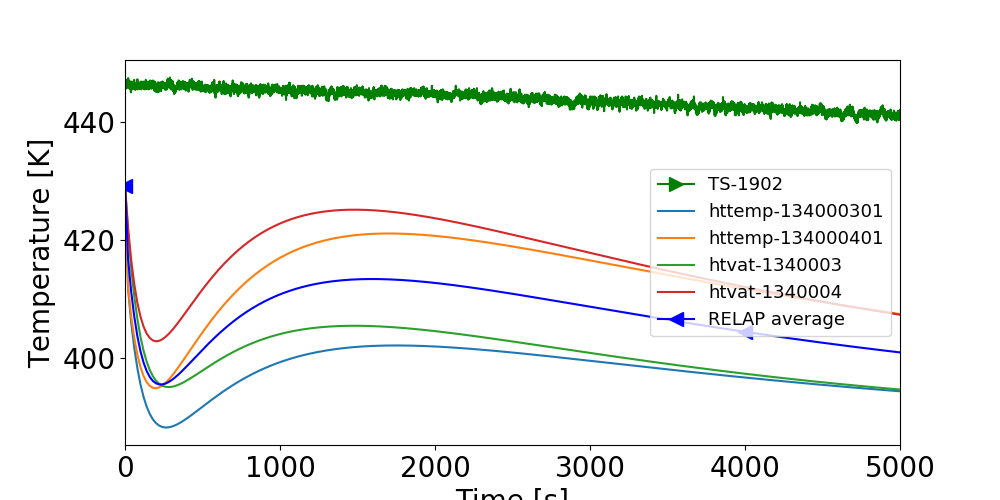 Temperature [K]
440
420
400
TS-1902
httemp-134000301
httemp-134000401
htvat-1340003
htvat-1340004
RELAP average
0 1000 2000 3000 4000 5000
Time [s]